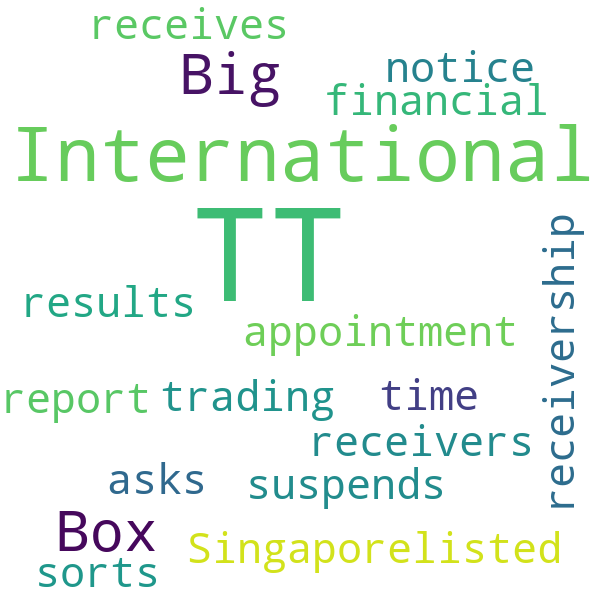 receives
Big
notice
financial
International
TT
receivership
results
appointment
report
trading
time
receivers
asks
suspends
Box
Singaporelisted
sorts